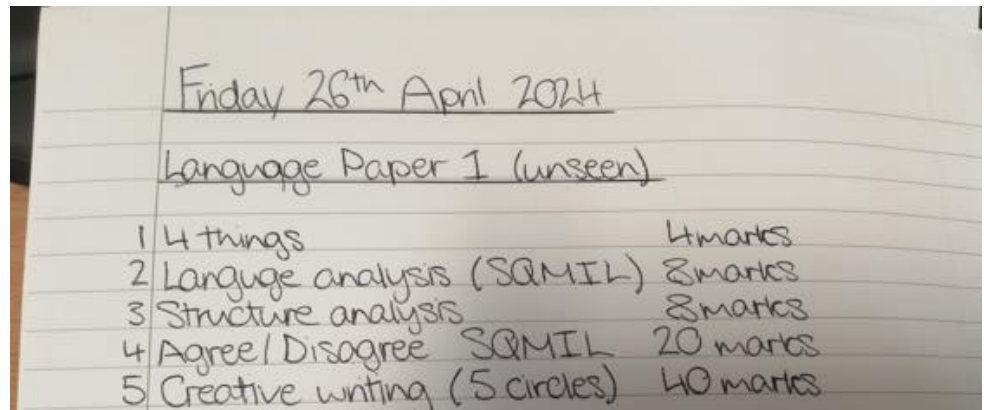 Friday 26th April 2024
Language Paper 1 (unseen)
1 4 things 4marks
2 Languge analysis (SQMIL) 8marks
3 Structure analysis 8marks
4 Agree/Disagree SQMIL 20 marks
5 Creative writing (5 circles) 40 marks